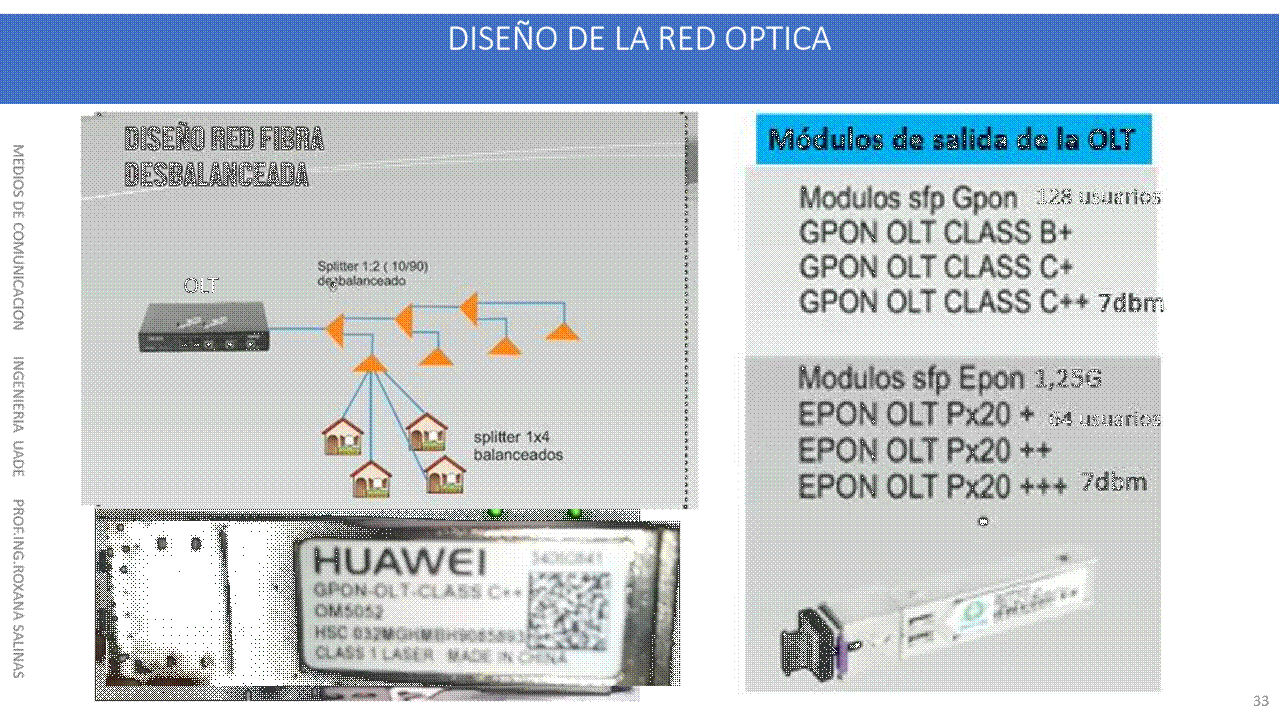 DISEÑO DE LA RED OPTICA
MEDIOS DE COMUNICACION INGENIERIA UADE PROF.ING.ROXANA SALINAS
DISEÑO RED FIBRA
DESBALANCEADA
OLT
Splitter 1:2 ( 10/90)
desbalanceado
splitter 1x4
balanceados
HUAWEI
GPON-OLT-CLASS C++
OM5052
HSC
CLASS 1 LASER MADE IN CHINA
Módulos de salida de la OLT
Modulos sfp Gpon 128 usuarios
GPON OLT CLASS B+
GPON OLT CLASS C+
GPON OLT CLASS C++ 7dbm
Modulos sfp Epon 1,25G
EPON OLT Px20 + 64 usuarios
EPON OLT Px20 ++
EPON OLT Px20 +++ 7dbm
33